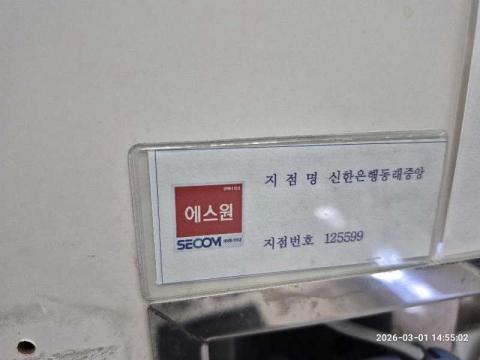 지 점 명 신한은행동래중앙
에스원
SECOM
지점번호 125599
2026-03-01 14:55:02